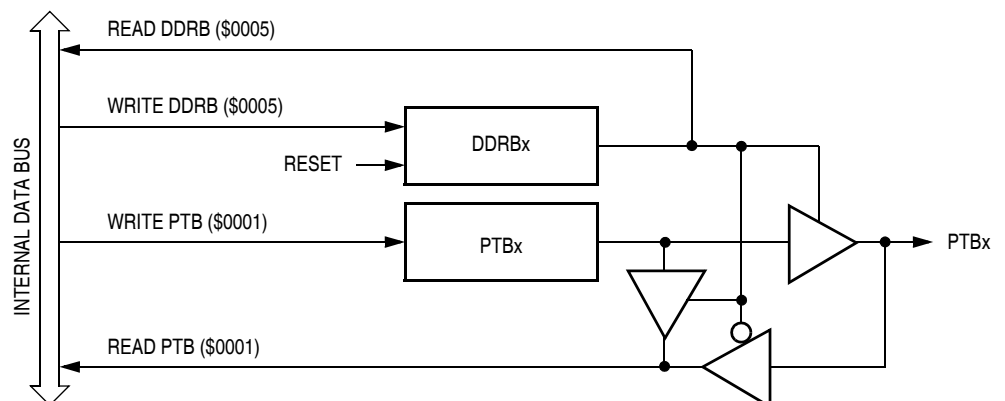 READ DDRB ($0005)
WRITE DDRB ($0005)
DDRBx
RESET
INTERNAL DATA BUS
WRITE PTB ($0001)
PTBx
PTBx
READ PTB ($0001)